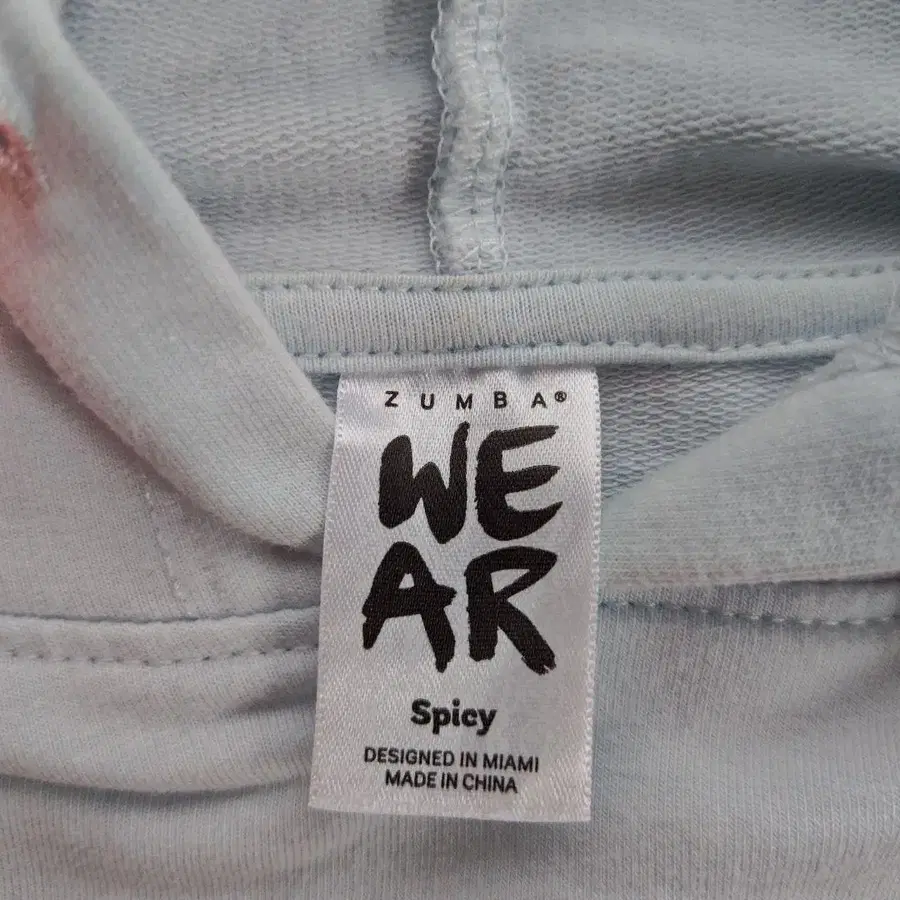 ZUMBA®
WE
AR
Spicy
DESIGNED IN MIAMI
MADE IN CHINA